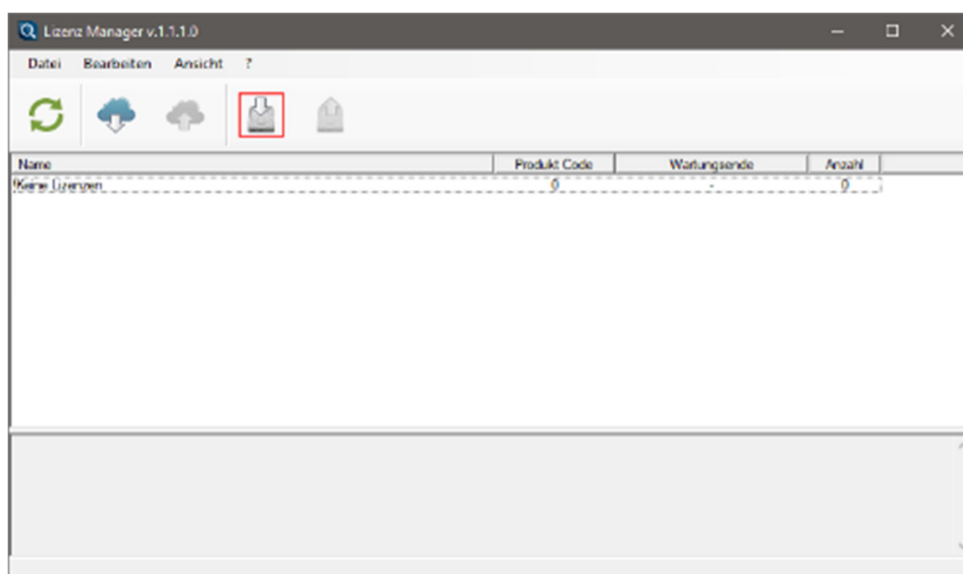 Lizenz Manager v.1.1.1.0
Datei Bearbeiten Ansicht ?
Name Produkt Code Wartungsende Anzahl
!Keine Lizenzen 0 - 0